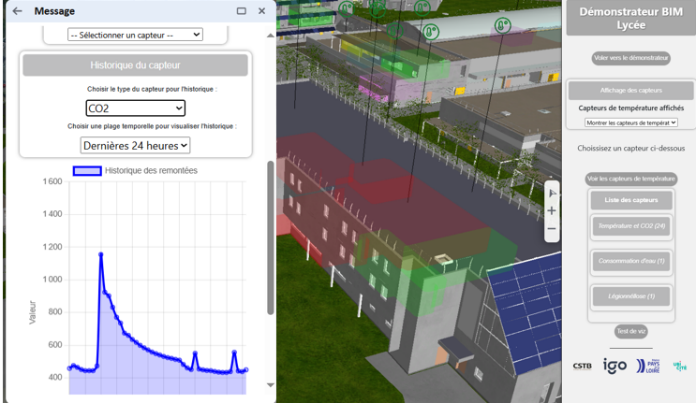 Message
-- Sélectionner un capteur --
Historique du capteur
Choisir le type du capteur pour l'historique :
CO2
Choisir une plage temporelle pour visualiser l'historique :
Dernières 24 heures
Historique des remontées
1 600
1 400
1 200
1 000
800
600
400
Valeur
Démonstrateur BIM
Lycée
Voler vers le démonstrateur
Affichage des capteurs
Capteurs de température affichés
Montrer les capteurs de températ
Choissisez un capteur ci-dessous
Voir les capteurs de température
Liste des capteurs
Température et CO2 (24)
Consommation d'eau (1)
Légionnellose (1)
Test de viz
CSTB
igo
PAYS
LOIRE